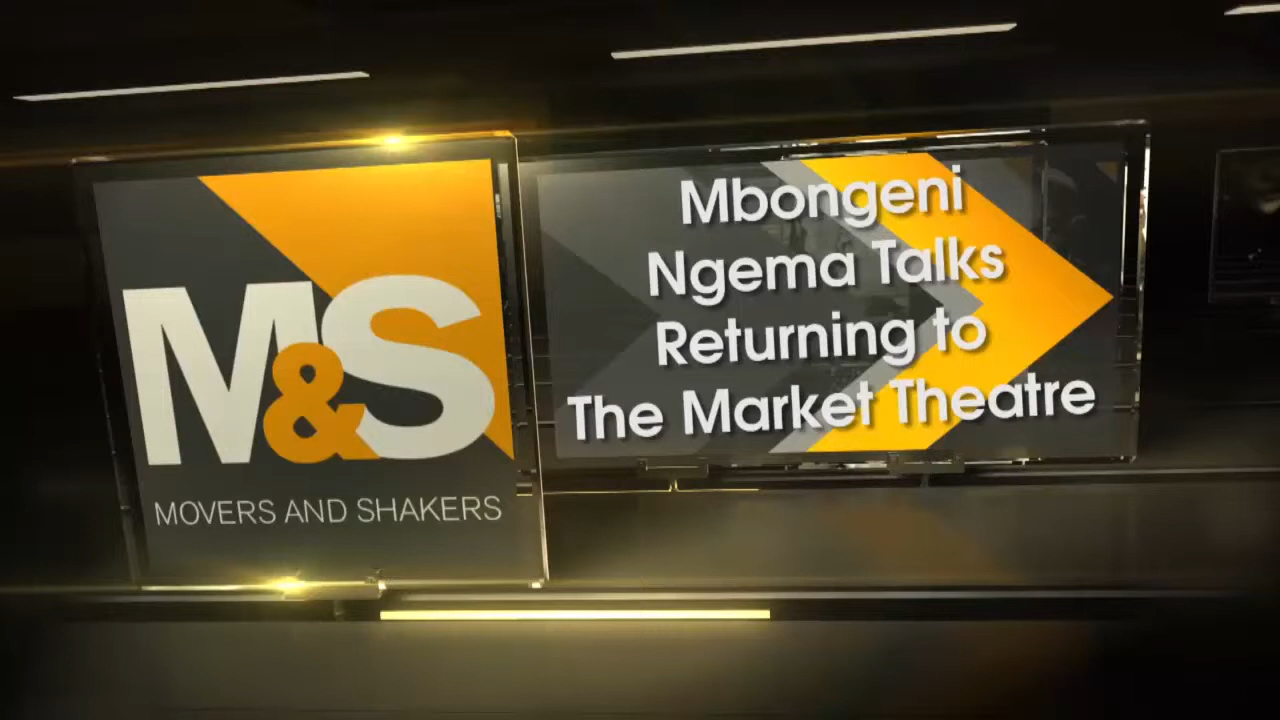 M&S
MOVERS AND SHAKERS
Mbongeni
Ngema Talks
Returning to
The Market Theatre